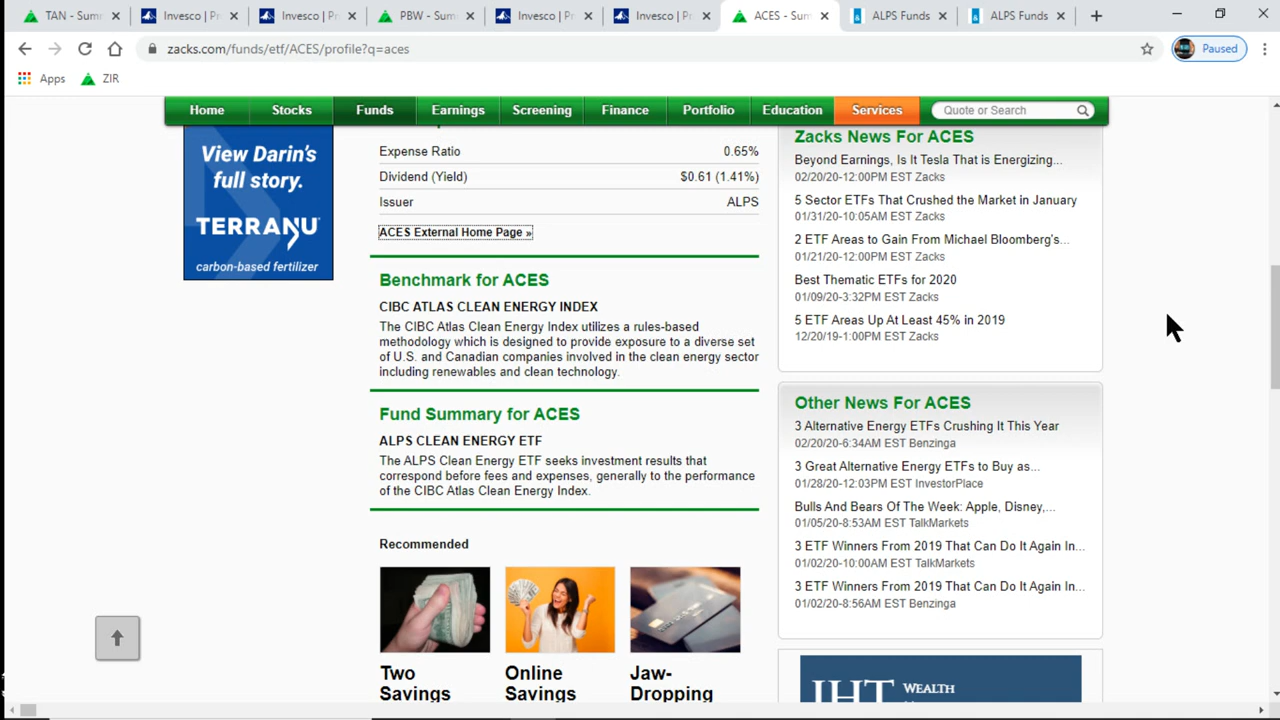 TAN - Summ
Invesco | Pr
Invesco | Pr
PBW - Summ
Invesco | Pr
Invesco | Pr
ACES - Sum
ALPS Funds
ALPS Funds
zacks.com/funds/etf/ACES/profile?q=aces
Paused
Apps
ZIR
Home
Stocks
Funds
Earnings
Screening
Finance
Portfolio
Education
Services
Quote or Search
View Darin's
full story.
TERRANU
carbon-based fertilizer
Expense Ratio 0.65%
Dividend (Yield) $0.61 (1.41%)
Issuer ALPS
ACES External Home Page »
Benchmark for ACES
CIBC ATLAS CLEAN ENERGY INDEX
The CIBC Atlas Clean Energy Index utilizes a rules-based
methodology which is designed to provide exposure to a diverse set
of U.S. and Canadian companies involved in the clean energy sector
including renewables and clean technology.
Fund Summary for ACES
ALPS CLEAN ENERGY ETF
The ALPS Clean Energy ETF seeks investment results that
correspond before fees and expenses, generally to the performance
of the CIBC Atlas Clean Energy Index.
Recommended
Two
Savings
Online
Savings
Jaw-
Dropping
Zacks News For ACES
Beyond Earnings, Is It Tesla That is Energizing...
02/20/20-12:00PM EST Zacks
5 Sector ETFs That Crushed the Market in January
01/31/20-10:05AM EST Zacks
2 ETF Areas to Gain From Michael Bloomberg's...
01/21/20-12:00PM EST Zacks
Best Thematic ETFs for 2020
01/09/20-3:32PM EST Zacks
5 ETF Areas Up At Least 45% in 2019
12/20/19-1:00PM EST Zacks
Other News For ACES
3 Alternative Energy ETFs Crushing It This Year
02/20/20-6:34AM EST Benzinga
3 Great Alternative Energy ETFs to Buy as...
01/28/20-12:03PM EST InvestorPlace
Bulls And Bears Of The Week: Apple, Disney,...
01/05/20-8:53AM EST TalkMarkets
3 ETF Winners From 2019 That Can Do It Again In...
01/02/20-10:00AM EST TalkMarkets
3 ETF Winners From 2019 That Can Do It Again In...
01/02/20-8:56AM EST Benzinga
IHT WEALTH